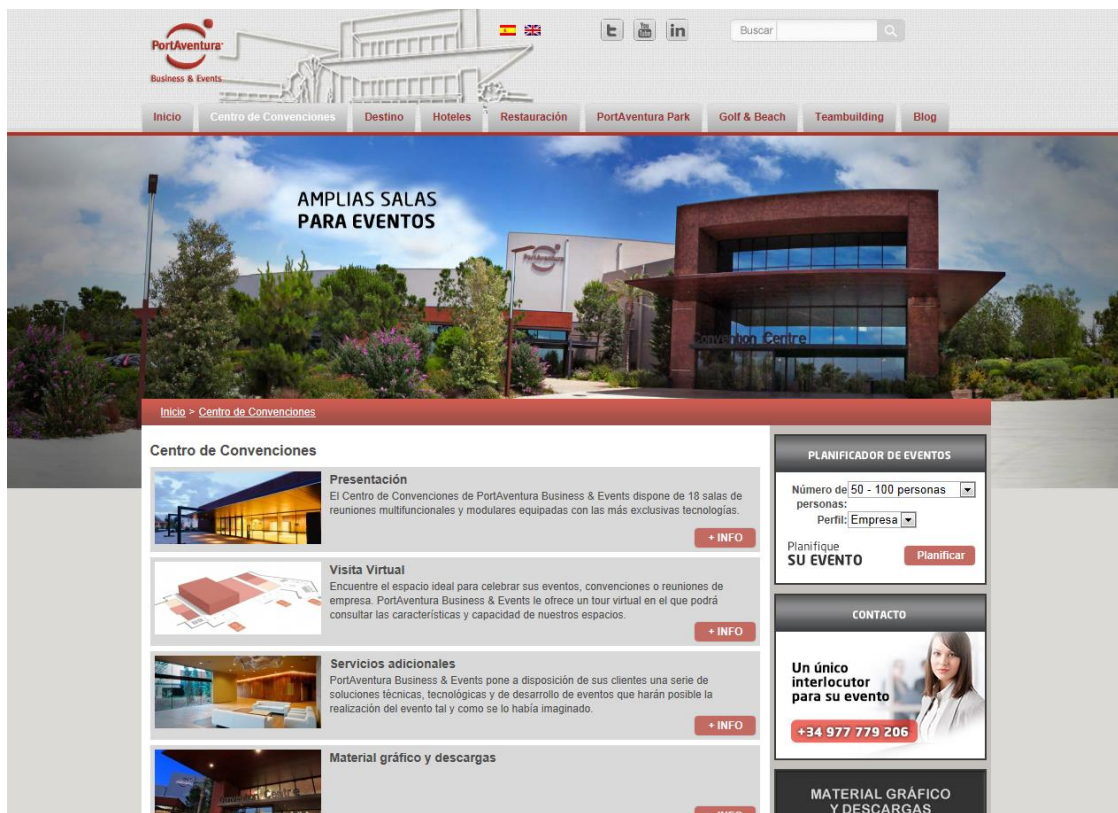 PortAventura
Business & Events
You Tube
in
Buscar
Inicio
Centro de Convenciones
Destino
Hoteles
Restauración
PortAventura Park
Golf & Beach
Teambuilding
Blog
AMPLIAS SALAS
PARA EVENTOS
PortAventura
Convention Centre
Inicio > Centro de Convenciones
Centro de Convenciones
Presentación
El Centro de Convenciones de PortAventura Business & Events dispone de 18 salas de
reuniones multifuncionales y modulares equipadas con las más exclusivas tecnologías.
+ INFO
Visita Virtual
Encuentre el espacio ideal para celebrar sus eventos, convenciones o reuniones de
empresa. PortAventura Business & Events le ofrece un tour virtual en el que podrá
consultar las características y capacidad de nuestros espacios.
+ INFO
Servicios adicionales
PortAventura Business & Events pone a disposición de sus clientes una serie de
soluciones técnicas, tecnológicas y de desarrollo de eventos que harán posible la
realización del evento tal y como se lo había imaginado.
+ INFO
Material gráfico y descargas
+ INFO
PLANIFICADOR DE EVENTOS
Número de 50 - 100 personas
personas:
Perfil: Empresa
Planifique
SU EVENTO
Planificar
CONTACTO
Un único
interlocutor
para su evento
+34 977 779 206
MATERIAL GRÁFICO
Y DESCARGAS